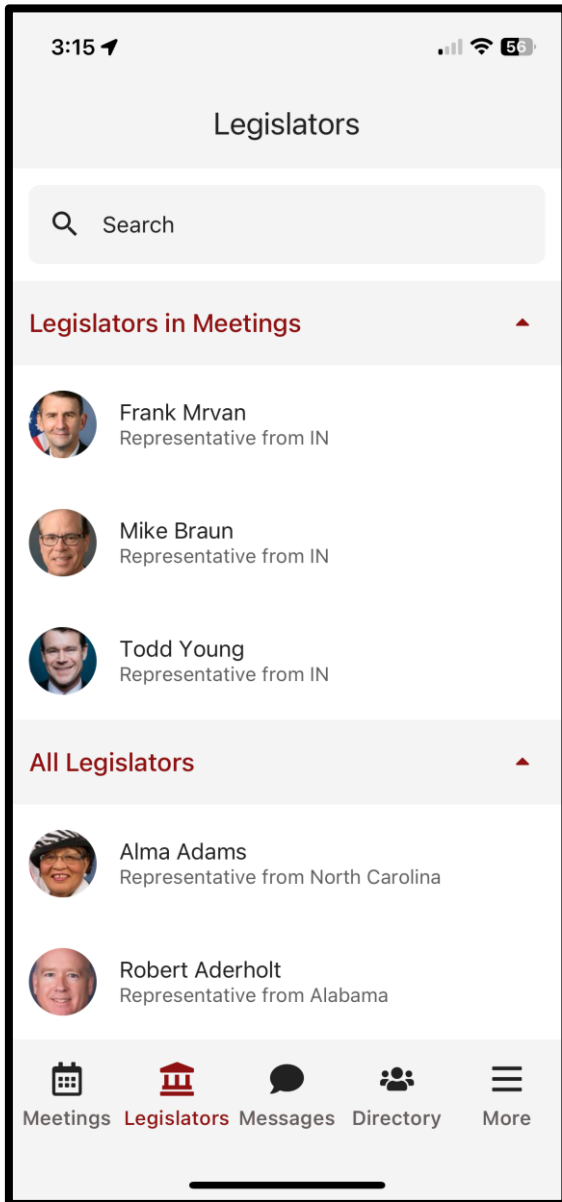 3:15
56
Legislators
Search
Legislators in Meetings
Frank Mrvan
Representative from IN
Mike Braun
Representative from IN
Todd Young
Representative from IN
All Legislators
Alma Adams
Representative from North Carolina
Robert Aderholt
Representative from Alabama
Meetings Legislators Messages Directory More